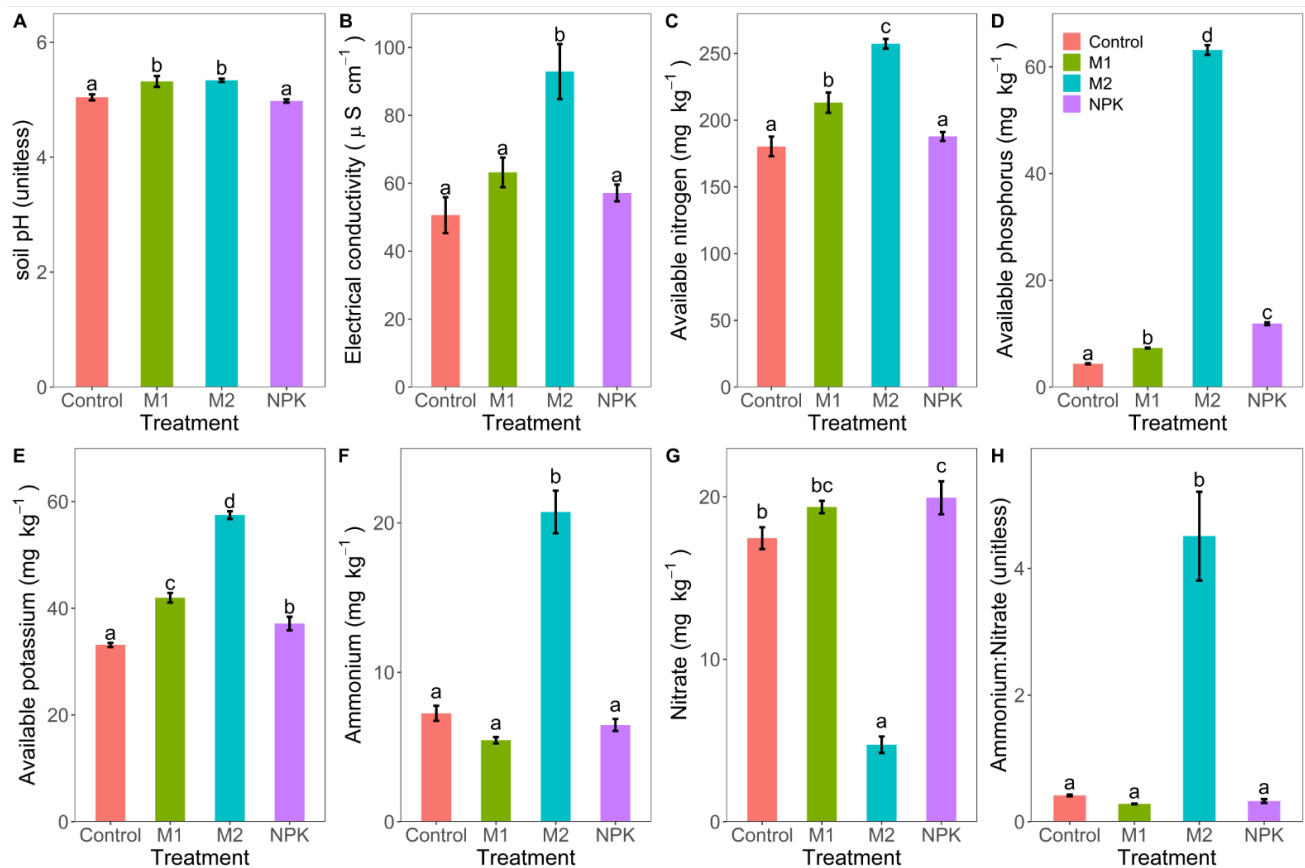 A
soil pH (unitless)
6
4
2
0
a
b
b
a
Control M1 M2 NPK
Treatment
B
Electrical conductivity ( μ S cm⁻¹ )
100
80
60
40
20
0
a
a
b
a
Control M1 M2 NPK
Treatment
C
Available nitrogen (mg kg⁻¹ )
250
200
150
100
50
0
a
b
c
a
Control M1 M2 NPK
Treatment
D
Available phosphorus (mg kg⁻¹ )
60
40
20
0
Control
M1
M2
NPK
a
b
d
c
Control M1 M2 NPK
Treatment
E
Available potassium (mg kg⁻¹ )
60
40
20
0
a
c
d
b
Control M1 M2 NPK
Treatment
F
Ammonium (mg kg⁻¹ )
20
10
0
a
a
b
a
Control M1 M2 NPK
Treatment
G
Nitrate (mg kg⁻¹ )
20
10
0
b
bc
a
c
Control M1 M2 NPK
Treatment
H
Ammonium:Nitrate (unitless)
4
2
0
a
a
b
a
Control M1 M2 NPK
Treatment